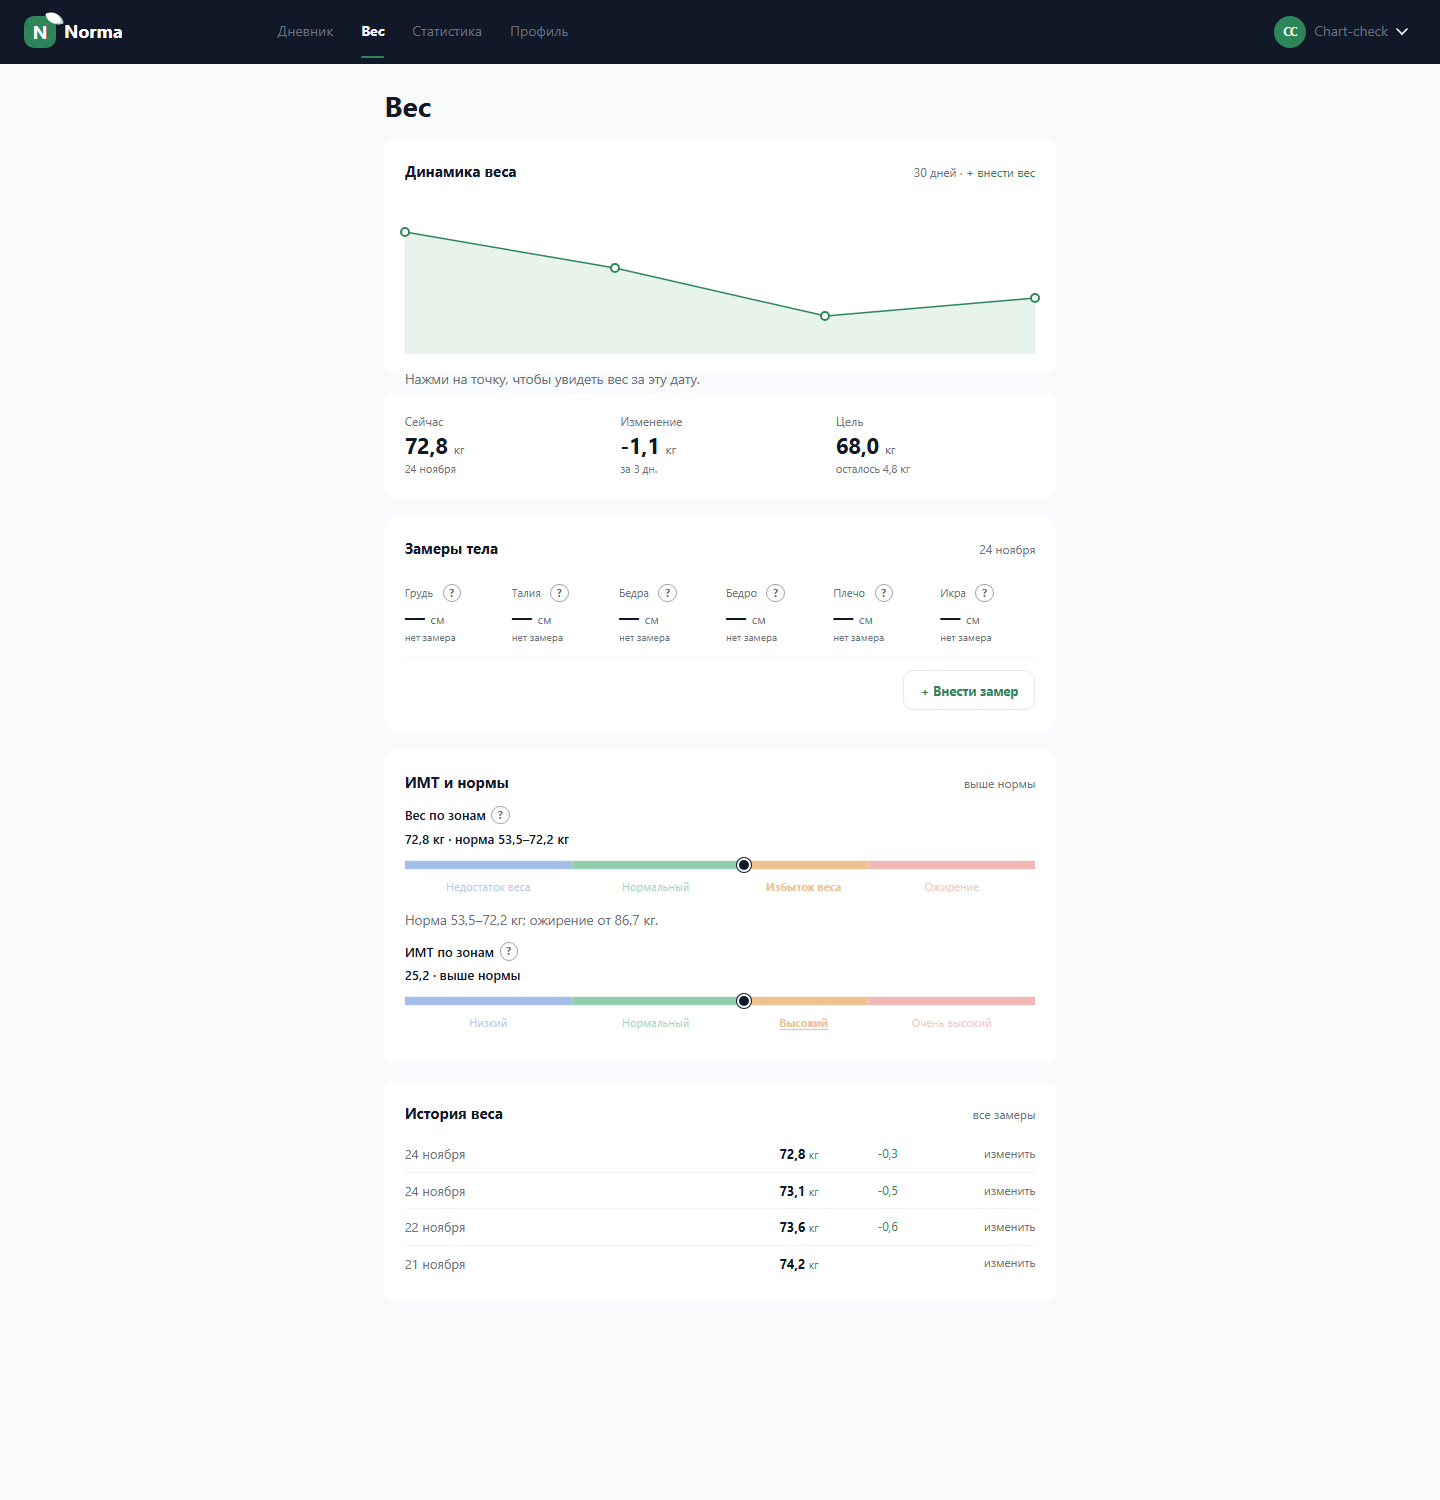 N Norma Дневник Вес Статистика Профиль CC Chart-check
Вес
Динамика веса 30 дней · + внести вес
Нажми на точку, чтобы увидеть вес за эту дату.
Сейчас Изменение Цель
72,8 кг -1,1 кг 68,0 кг
24 ноября за 3 дн. осталось 4,8 кг
Замеры тела 24 ноября
Грудь ? Талия ? Бедра ? Бедро ? Плечо ? Икра ?
— см — см — см — см — см — см
нет замера нет замера нет замера нет замера нет замера нет замера
+ Внести замер
ИМТ и нормы выше нормы
Вес по зонам ?
72,8 кг · норма 53,5–72,2 кг
Недостаток веса Нормальный Избыток веса Ожирение
Норма 53,5–72,2 кг; ожирение от 86,7 кг.
ИМТ по зонам ?
25,2 · выше нормы
Низкий Нормальный Высокий Очень высокий
История веса все замеры
24 ноября 72,8 кг -0,3 изменить
24 ноября 73,1 кг -0,5 изменить
22 ноября 73,6 кг -0,6 изменить
21 ноября 74,2 кг изменить